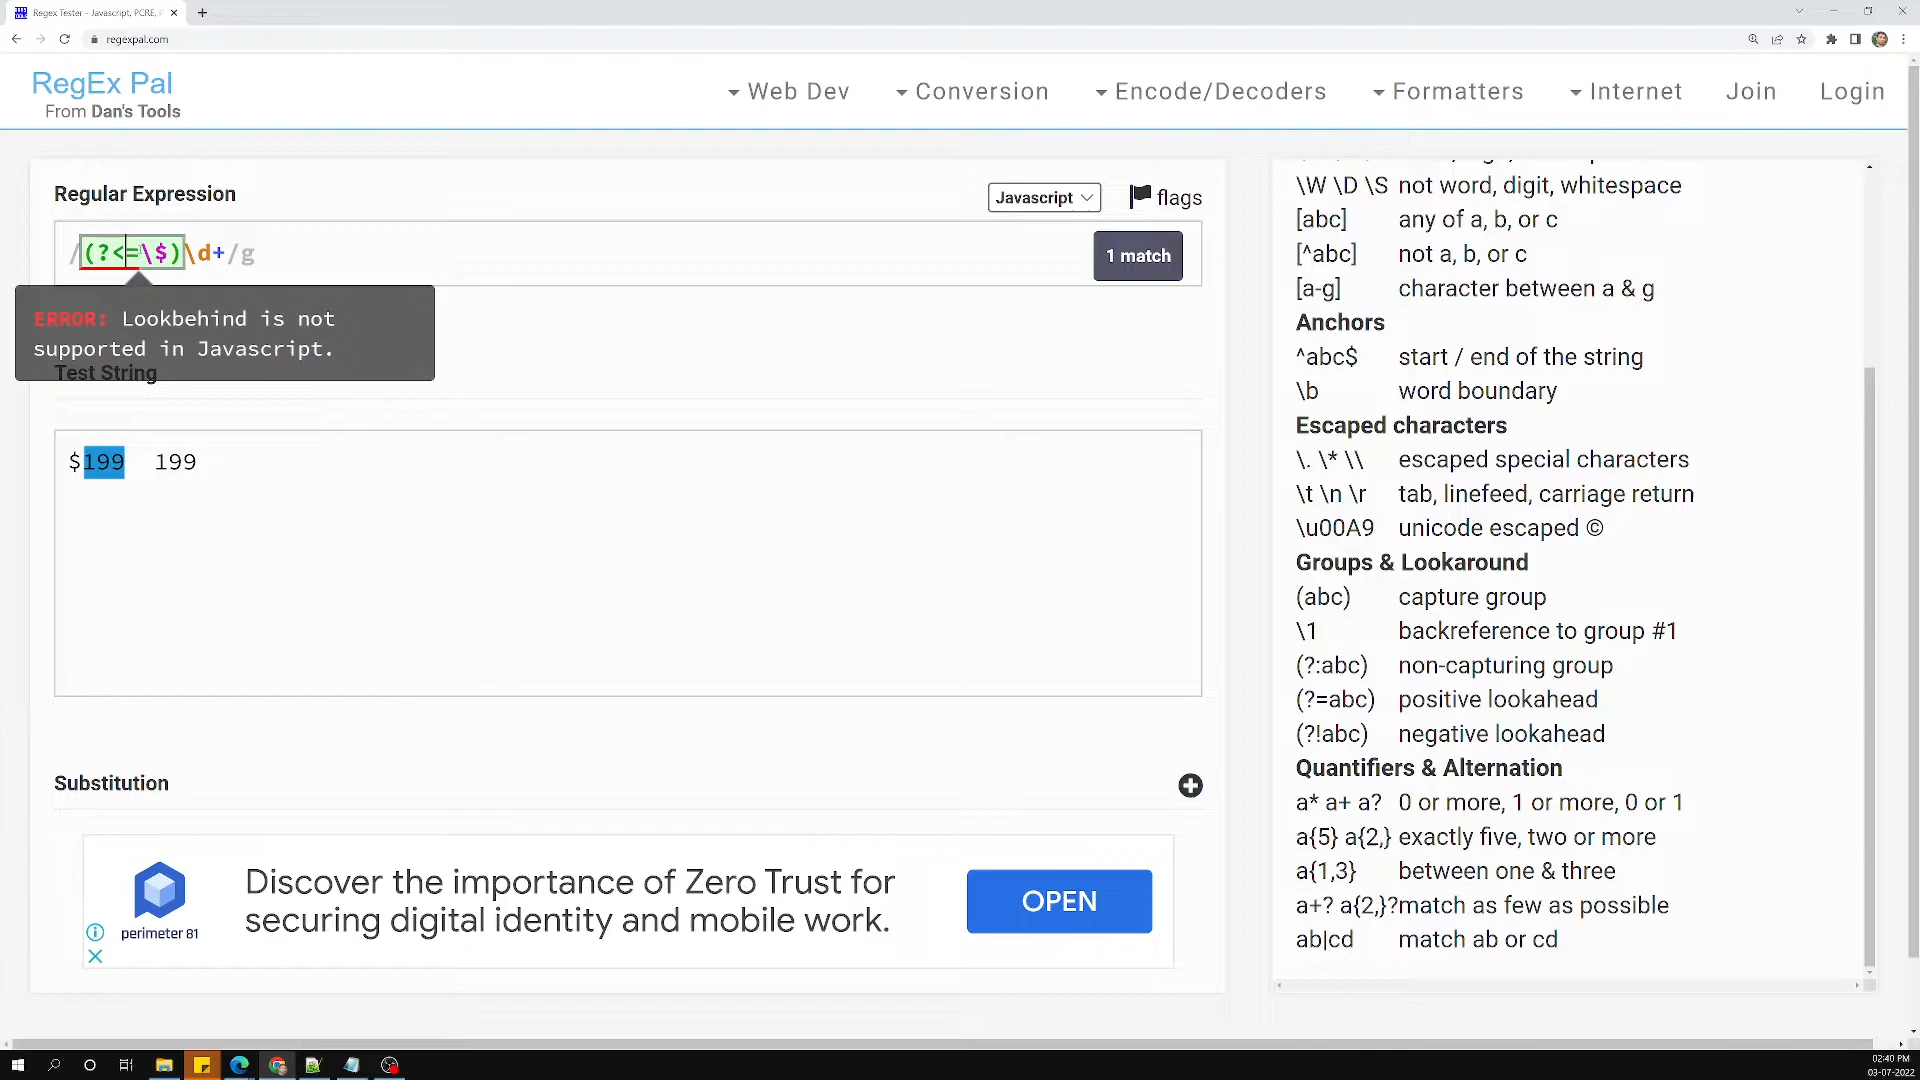 Regex Tester - Javascript, PCRE, P
regexpal.com
RegEx Pal
From Dan's Tools
Web Dev
Conversion
Encode/Decoders
Formatters
Internet
Join
Login
Regular Expression
Javascript
flags
/(?<=\$)\d+/g
1 match
ERROR: Lookbehind is not
supported in Javascript.
Test String
$199  199
Substitution
perimeter 81
Discover the importance of Zero Trust for
securing digital identity and mobile work.
OPEN
\W \D \S not word, digit, whitespace
[abc] any of a, b, or c
[^abc] not a, b, or c
[a-g] character between a & g
Anchors
^abc$ start / end of the string
\b word boundary
Escaped characters
\. \* \\ escaped special characters
\t \n \r tab, linefeed, carriage return
\u00A9 unicode escaped ©
Groups & Lookaround
(abc) capture group
\1 backreference to group #1
(?:abc) non-capturing group
(?=abc) positive lookahead
(?!abc) negative lookahead
Quantifiers & Alternation
a* a+ a? 0 or more, 1 or more, 0 or 1
a{5} a{2,} exactly five, two or more
a{1,3} between one & three
a+? a{2,}? match as few as possible
ab|cd match ab or cd
02:40 PM
03-07-2022